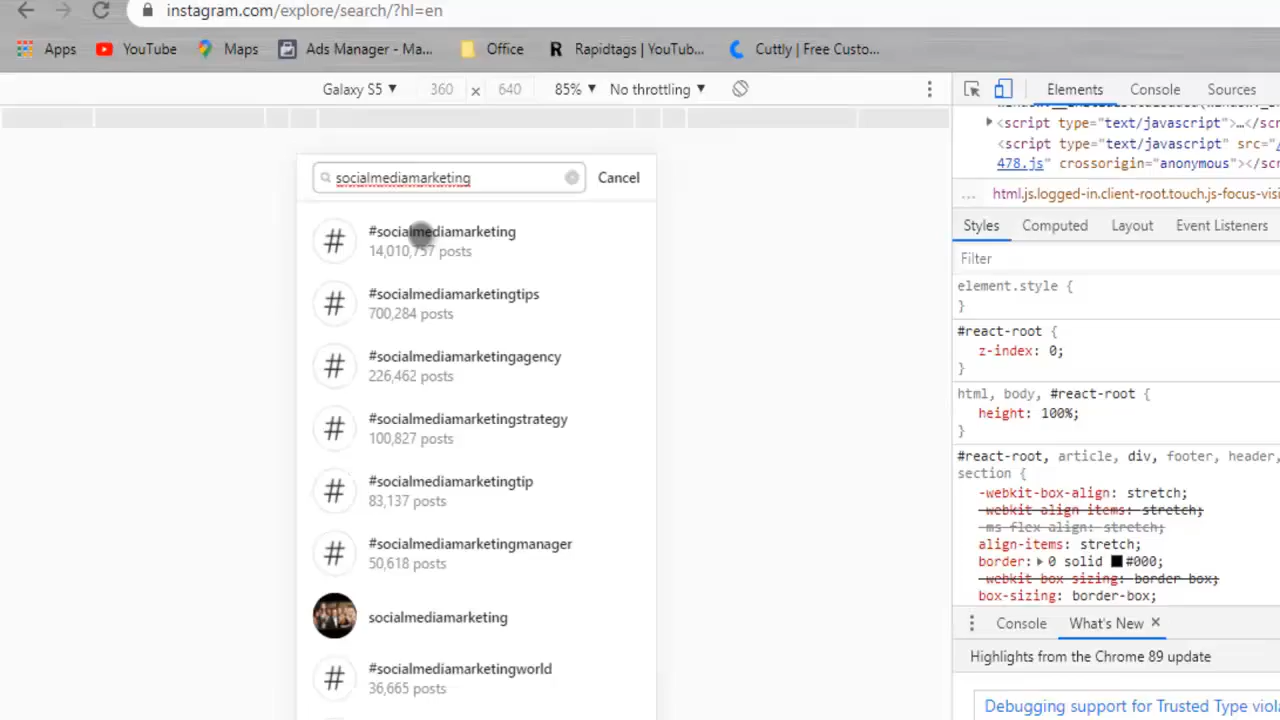 instagram.com/explore/search/?hl=en
Apps YouTube Maps Ads Manager - Ma... Office Rapidtags | YouTub... Cuttly | Free Custo...
Galaxy S5 ▼ 360 x 640 85% ▼ No throttling ▼
Elements Console Sources
<script type="text/javascript">…</scr
<script type="text/javascript" src="/
478.js" crossorigin="anonymous"></scr
... html.js.logged-in.client-root.touch.js-focus-visi
Styles Computed Layout Event Listeners
Filter
element.style {
}
#react-root {
z-index: 0;
}
html, body, #react-root {
height: 100%;
}
#react-root, article, div, footer, header,
section {
-webkit-box-align: stretch;
-webkit-align-items: stretch;
-ms-flex-align: stretch;
align-items: stretch;
border: ▶ 0 solid #000;
-webkit-box-sizing: border-box;
box-sizing: border-box;
Console What's New ×
Highlights from the Chrome 89 update
Debugging support for Trusted Type viola
socialmediamarketing Cancel
#socialmediamarketing
14,010,757 posts
#socialmediamarketingtips
700,284 posts
#socialmediamarketingagency
226,462 posts
#socialmediamarketingstrategy
100,827 posts
#socialmediamarketingtip
83,137 posts
#socialmediamarketingmanager
50,618 posts
socialmediamarketing
#socialmediamarketingworld
36,665 posts